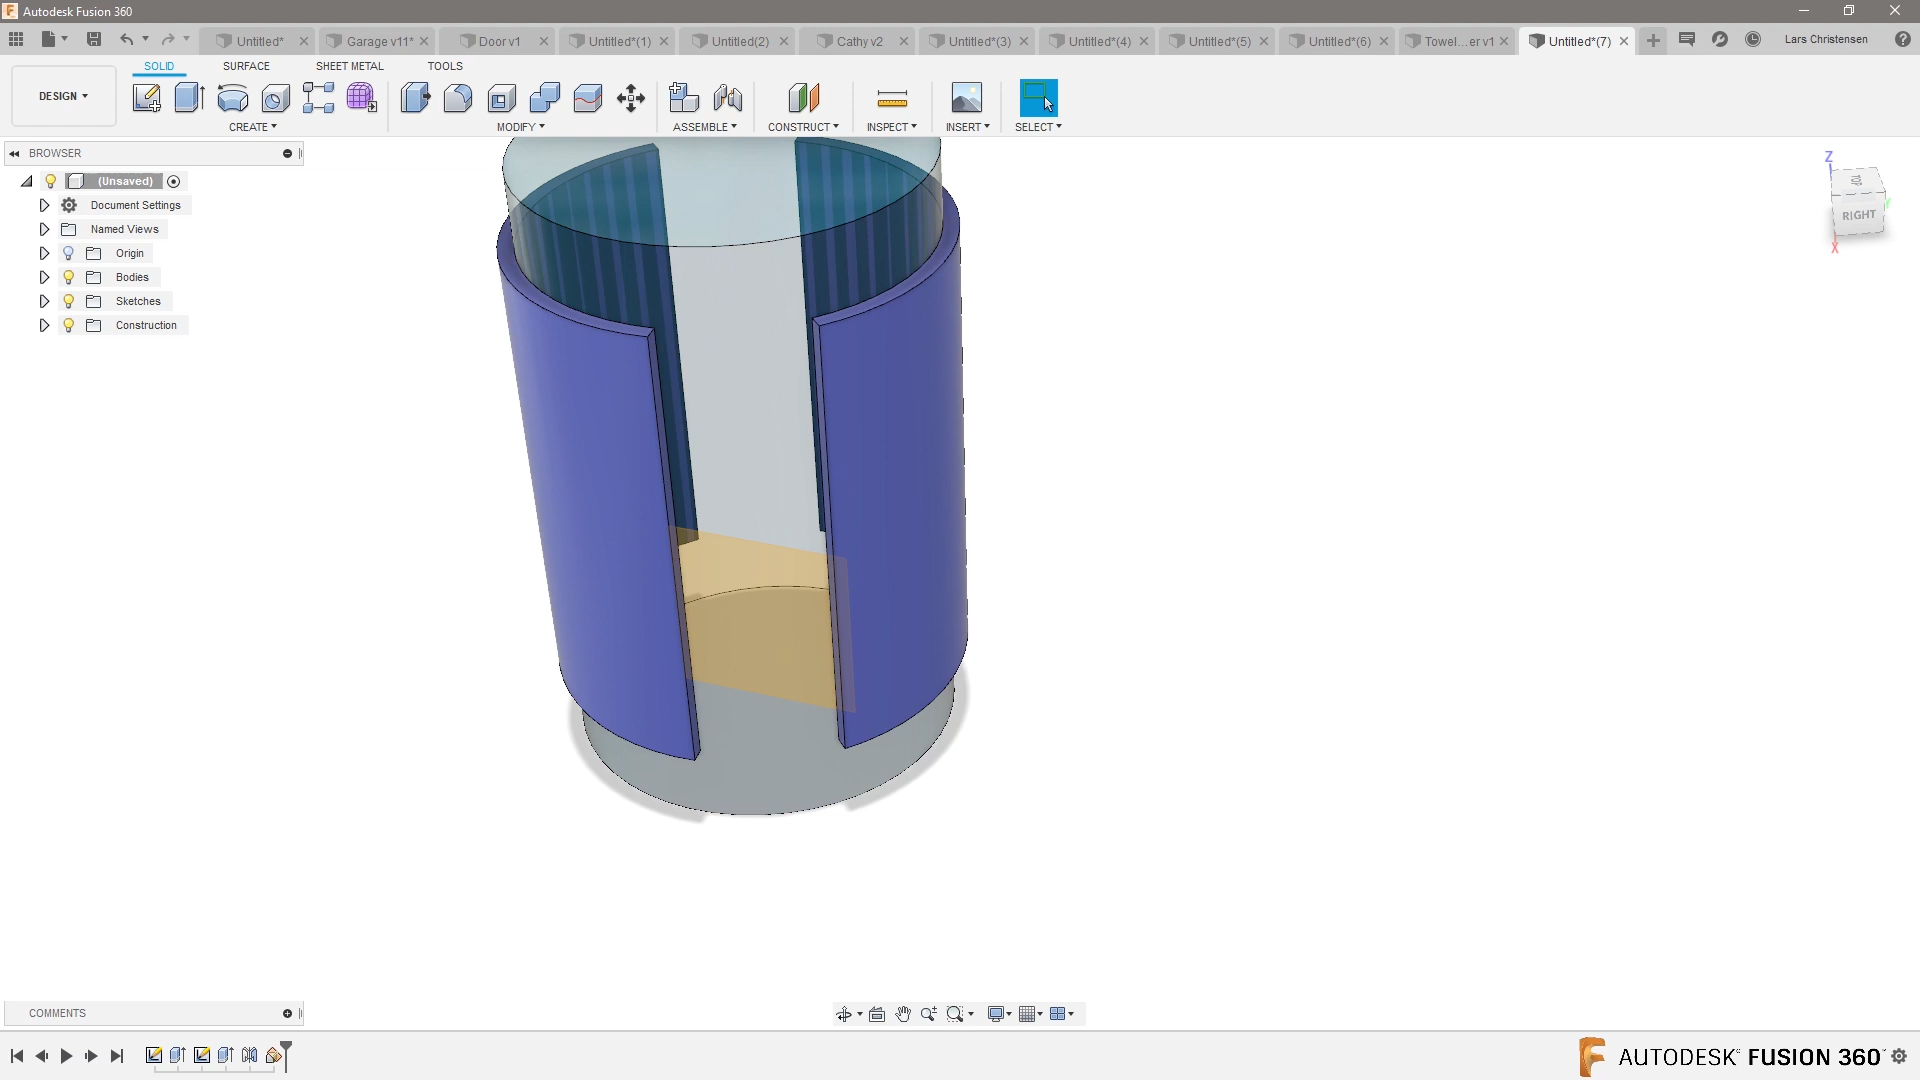 Autodesk Fusion 360
Untitled*
Garage v11*
Door v1
Untitled*(1)
Untitled(2)
Cathy v2
Untitled*(3)
Untitled*(4)
Untitled*(5)
Untitled*(6)
Towel...er v1
Untitled*(7)
Lars Christensen
SOLID
SURFACE
SHEET METAL
TOOLS
DESIGN
CREATE
MODIFY
ASSEMBLE
CONSTRUCT
INSPECT
INSERT
SELECT
BROWSER
(Unsaved)
Document Settings
Named Views
Origin
Bodies
Sketches
Construction
Z
TOP
RIGHT
X
COMMENTS
AUTODESK FUSION 360